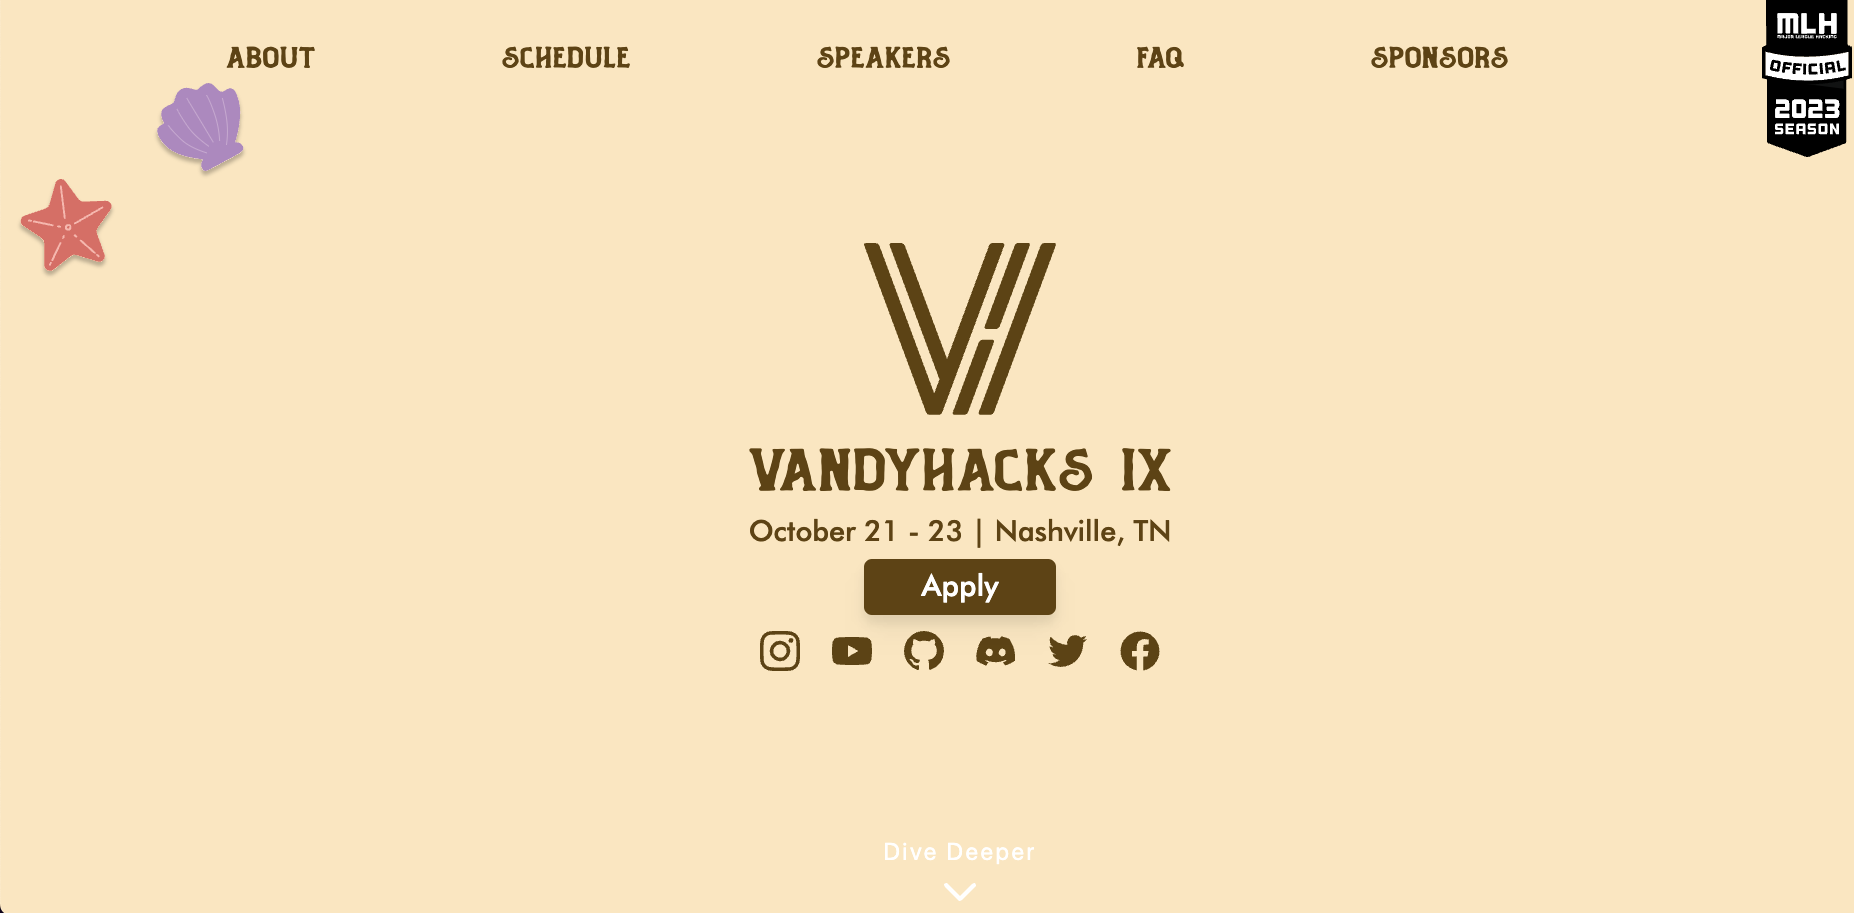 ABOUT
SCHEDULE
SPEAKERS
FAQ
SPONSORS
MLH
MAJOR LEAGUE HACKING
OFFICIAL
2023
SEASON
VH
VANDYHACKS IX
October 21 - 23 | Nashville, TN
Apply
Dive Deeper